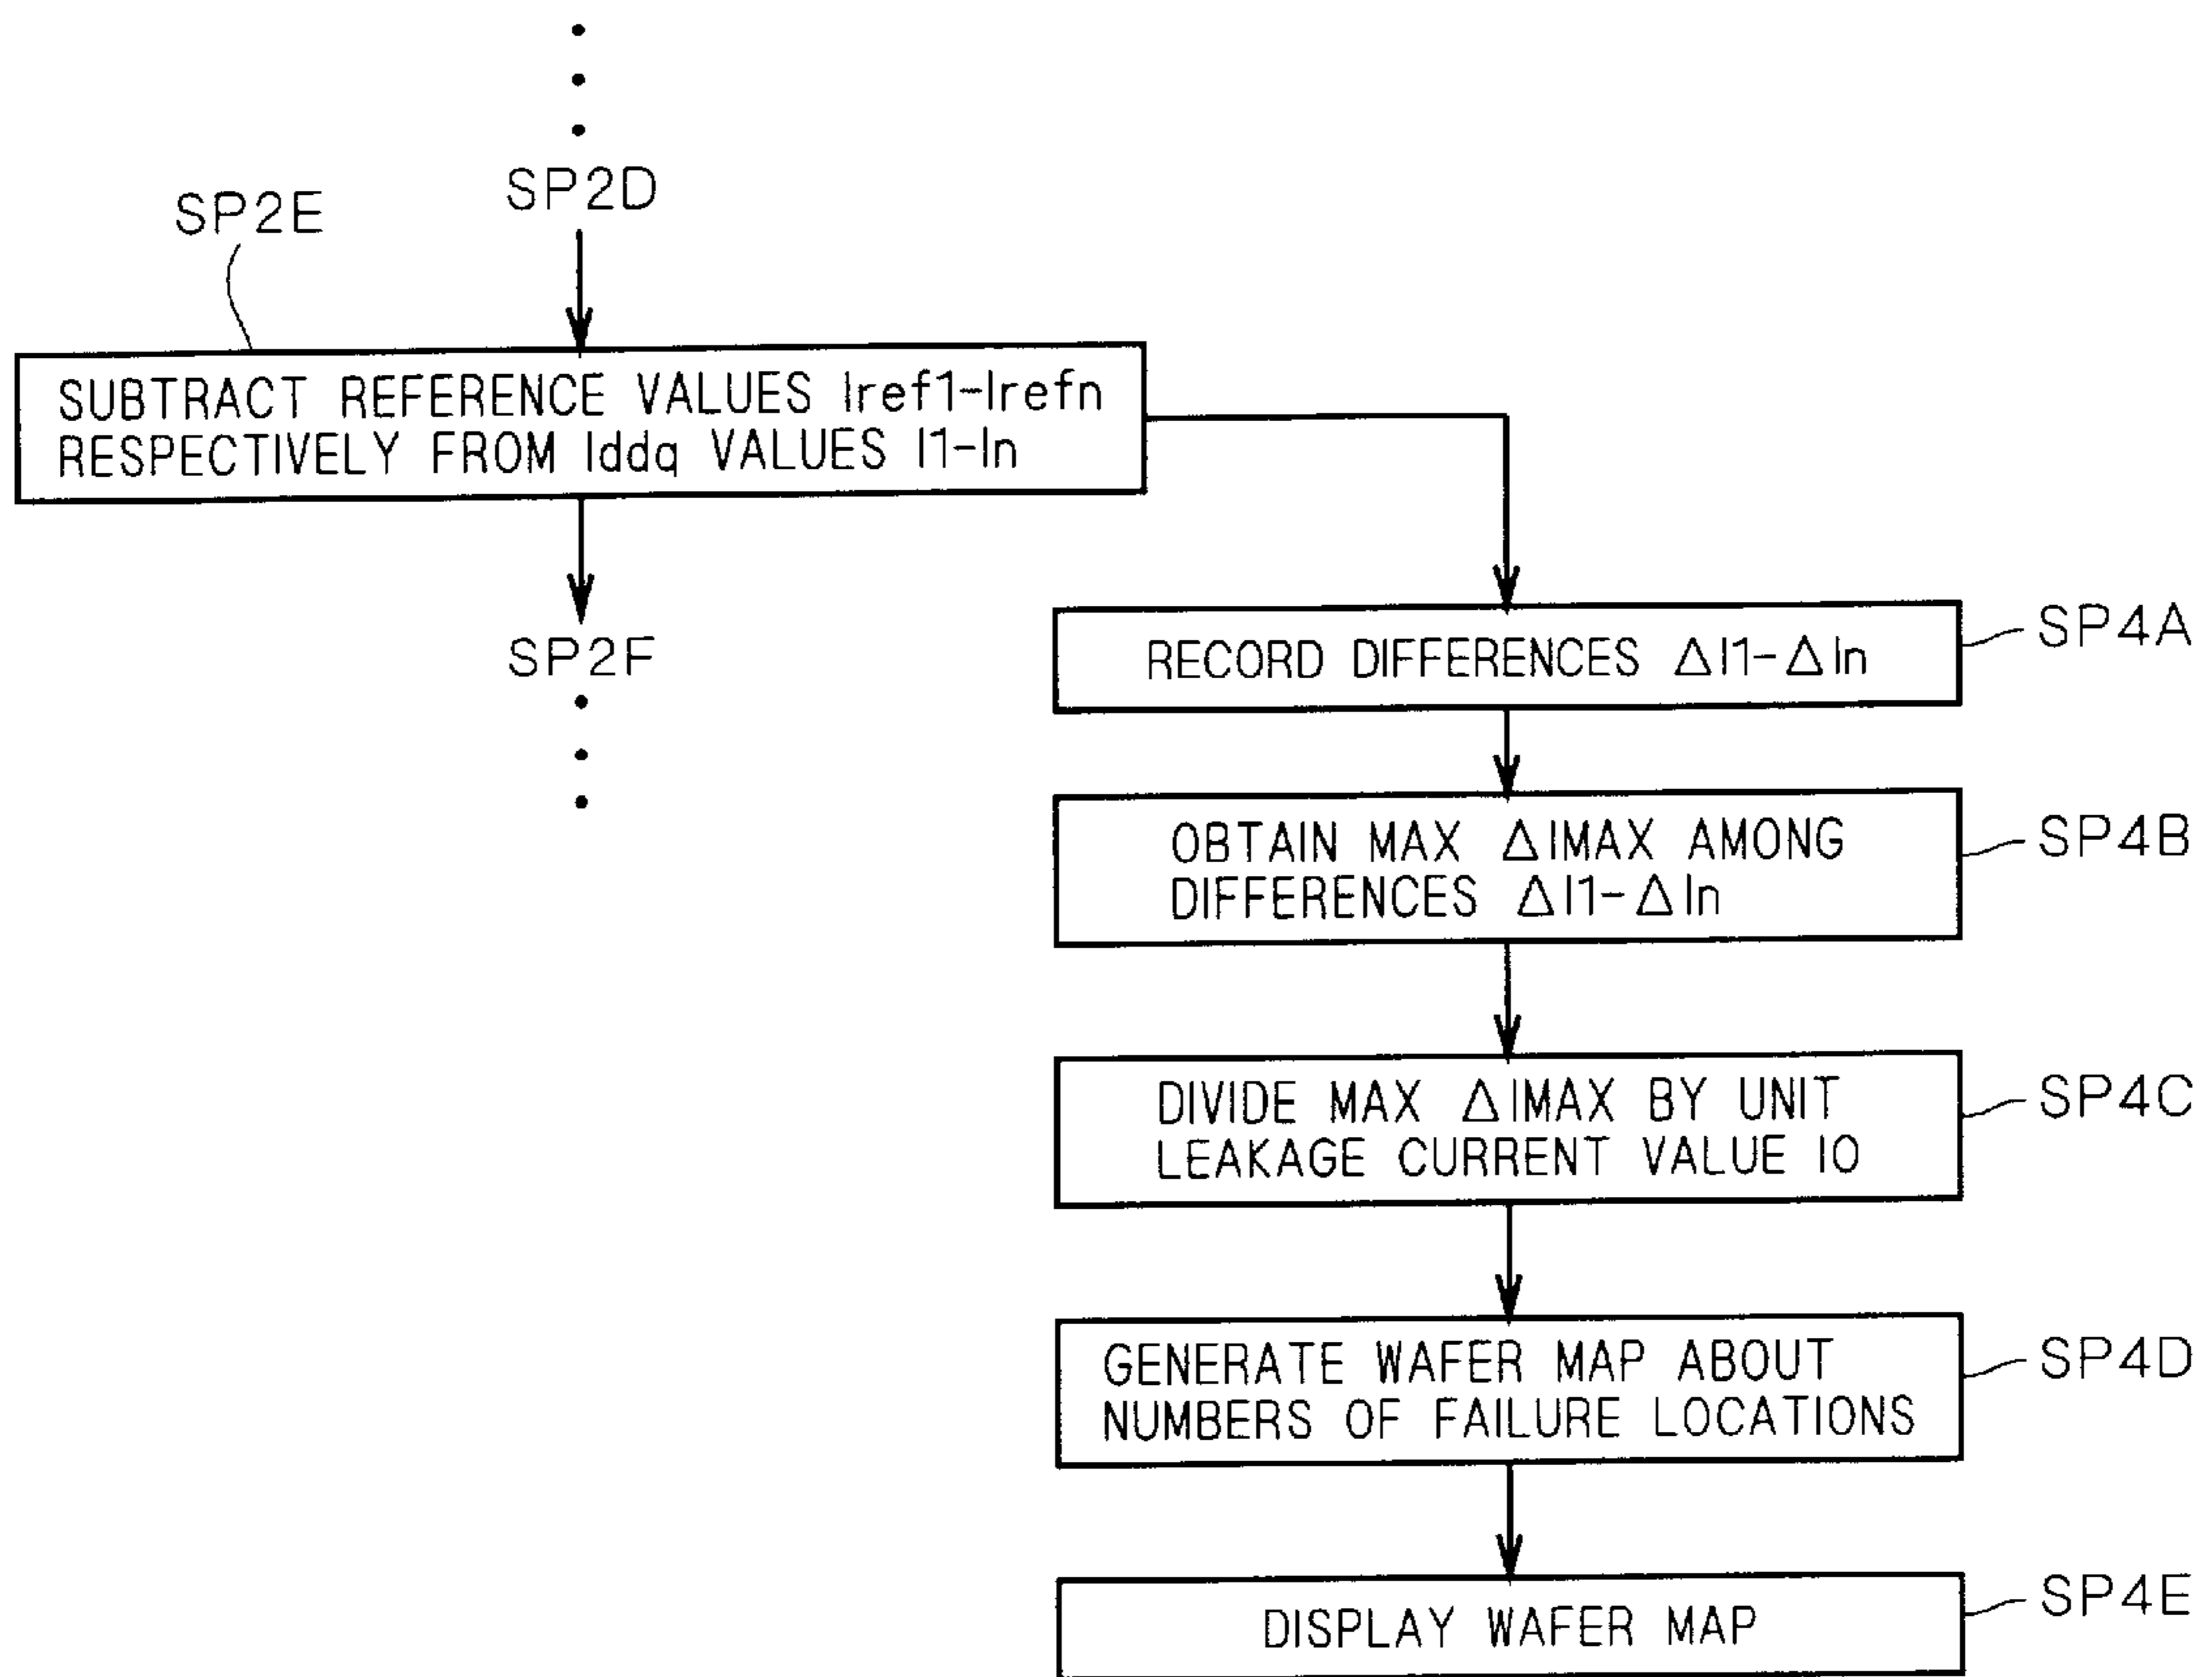 SP2D
SP2E
SUBTRACT REFERENCE VALUES Iref1-Irefn
RESPECTIVELY FROM Iddq VALUES I1-In
SP2F
RECORD DIFFERENCES ΔI1-ΔIn
SP4A
OBTAIN MAX ΔIMAX AMONG
DIFFERENCES ΔI1-ΔIn
SP4B
DIVIDE MAX ΔIMAX BY UNIT
LEAKAGE CURRENT VALUE I0
SP4C
GENERATE WAFER MAP ABOUT
NUMBERS OF FAILURE LOCATIONS
SP4D
DISPLAY WAFER MAP
SP4E